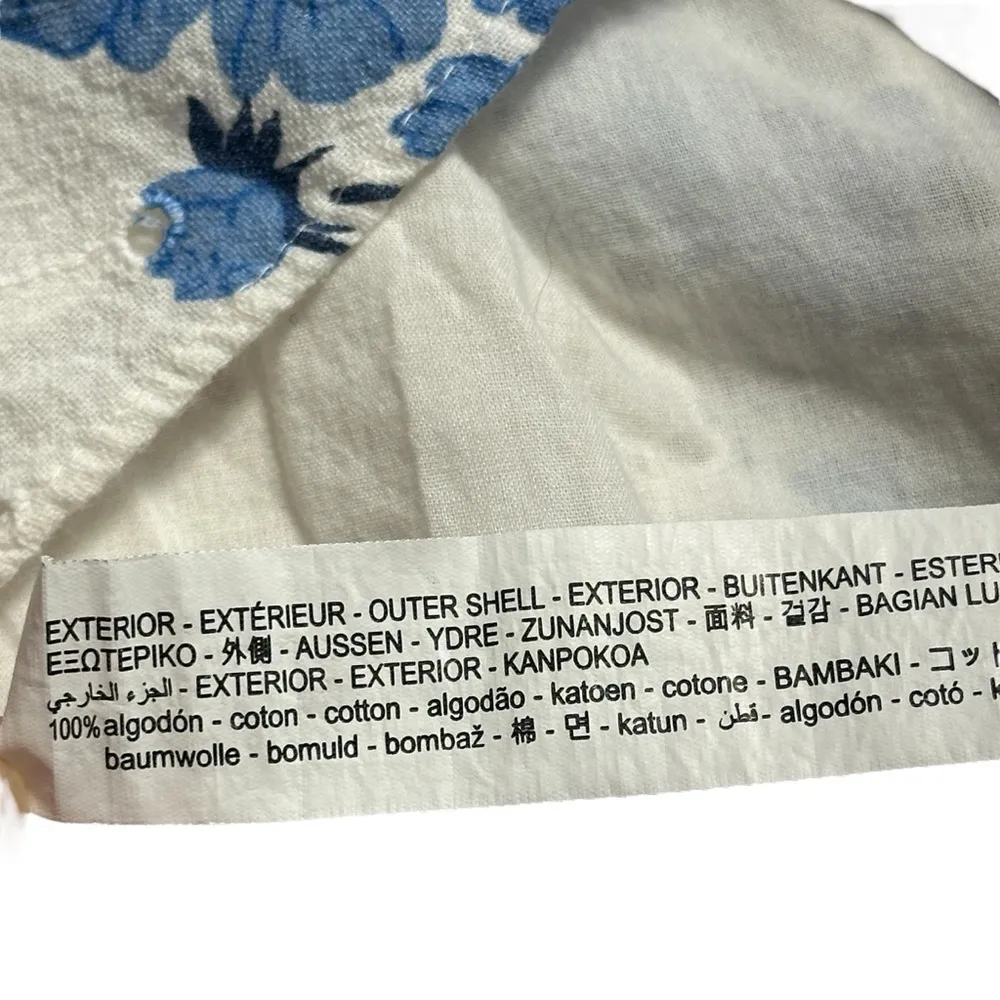 EXTERIOR - EXTÉRIEUR - OUTER SHELL - EXTERIOR - BUITENKANT - ESTER
ΕΞΩΤΕΡΙΚΟ - 外側 - AUSSEN - YDRE - ZUNANJOST - 面料 - 겉감 - BAGIAN LU
الجزء الخارجي - EXTERIOR - EXTERIOR - KANPOKOA
100% algodón - coton - cotton - algodão - katoen - cotone - ΒΑΜΒΑΚΙ - コット
baumwolle - bomuld - bombaž - 棉 - 면 - katun - قطن - algodón - cotó - k